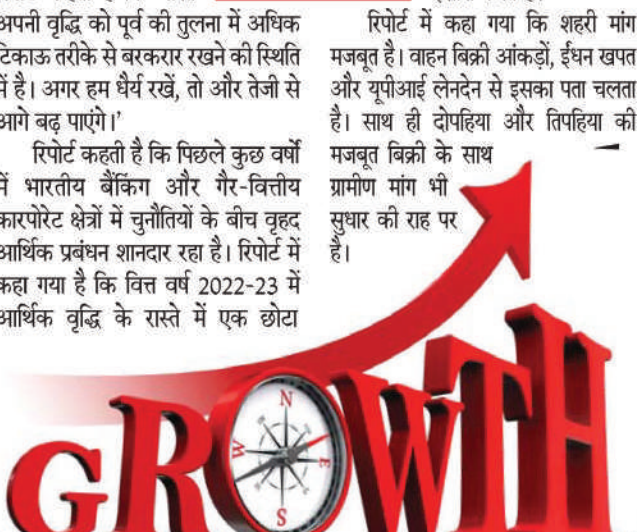 अपनी वृद्धि को पूर्व की तुलना में अधिक
टिकाऊ तरीके से बरकरार रखने की स्थिति
में है। अगर हम धैर्य रखें, तो और तेजी से
आगे बढ़ पाएंगे।'
रिपोर्ट कहती है कि पिछले कुछ वर्षों
में भारतीय बैंकिंग और गैर-वित्तीय
कारपोरेट क्षेत्रों में चुनौतियों के बीच वृहद
आर्थिक प्रबंधन शानदार रहा है। रिपोर्ट में
कहा गया है कि वित्त वर्ष 2022-23 में
आर्थिक वृद्धि के रास्ते में एक छोटा
रिपोर्ट में कहा गया कि शहरी मांग
मजबूत है। वाहन बिक्री आंकड़ों, ईंधन खपत
और यूपीआई लेनदेन से इसका पता चलता
है। साथ ही दोपहिया और तिपहिया की
मजबूत बिक्री के साथ
ग्रामीण मांग भी
सुधार की राह पर
है।
GROWTH
N
W
E
S